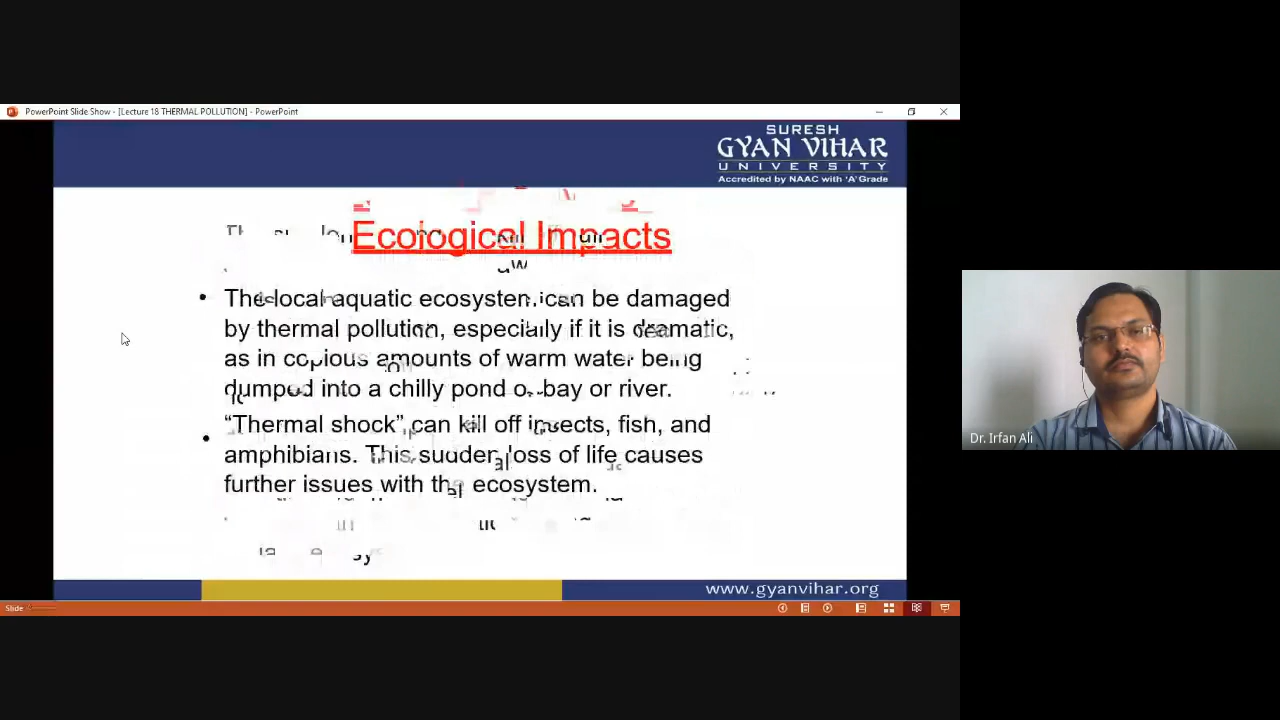 PowerPoint Slide Show - [Lecture 18 THERMAL POLLUTION] - PowerPoint
SURESH
GYAN VIHAR
UNIVERSITY
Accredited by NAAC with 'A' Grade
Ecological Impacts
• The local aquatic ecosystem can be damaged
by thermal pollution, especially if it is dramatic,
as in copious amounts of warm water being
dumped into a chilly pond or bay or river.
• “Thermal shock” can kill off insects, fish, and
amphibians. This sudden loss of life causes
further issues with the ecosystem.
www.gyanvihar.org
Slide
Dr. Irfan Ali